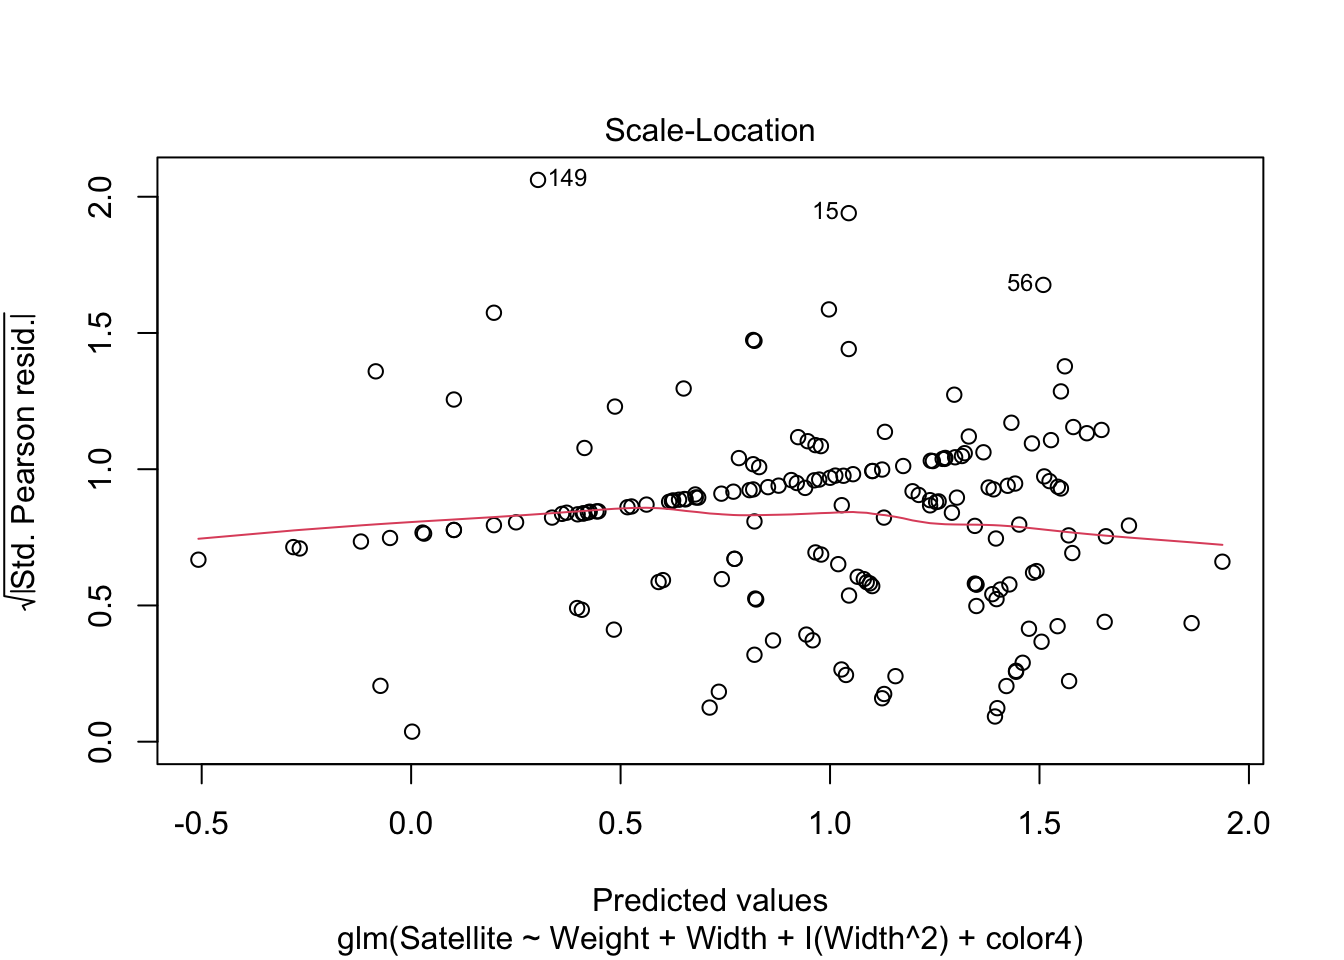 Scale-Location
√|Std. Pearson resid.|
2.0
1.5
1.0
0.5
0.0
149
15
56
-0.5 0.0 0.5 1.0 1.5 2.0
Predicted values
glm(Satellite ~ Weight + Width + I(Width^2) + color4)